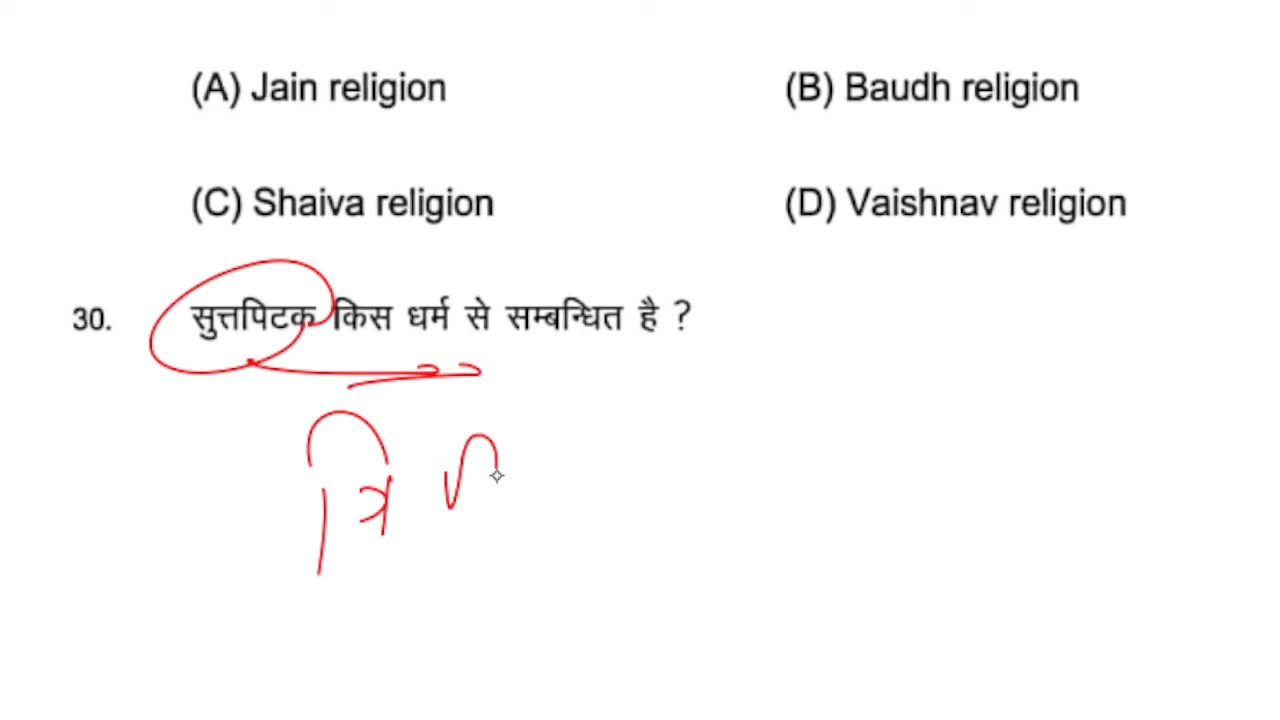 (A) Jain religion (B) Baudh religion
(C) Shaiva religion (D) Vaishnav religion
30. सुत्तपिटक किस धर्म से सम्बन्धित है ?
त्रि